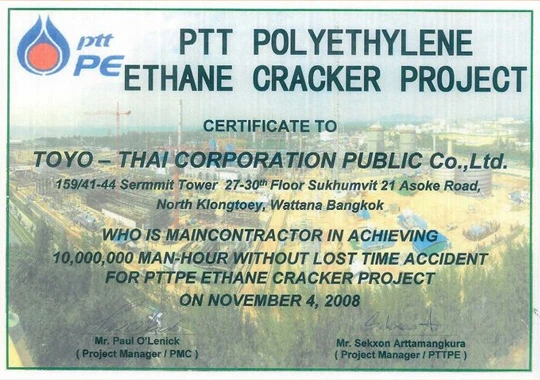 ptt
PE
PTT POLYETHYLENE
ETHANE CRACKER PROJECT
CERTIFICATE TO
TOYO – THAI CORPORATION PUBLIC Co.,Ltd.
159/41-44 Sermmit Tower 27-30th Floor Sukhumvit 21 Asoke Road,
North Klongtoey, Wattana Bangkok
WHO IS MAINCONTRACTOR IN ACHIEVING
10,000,000 MAN-HOUR WITHOUT LOST TIME ACCIDENT
FOR PTTPE ETHANE CRACKER PROJECT
ON NOVEMBER 4, 2008
Mr. Paul O'Lenick
( Project Manager / PMC )
Mr. Sekxon Arttamangkura
( Project Manager / PTTPE )